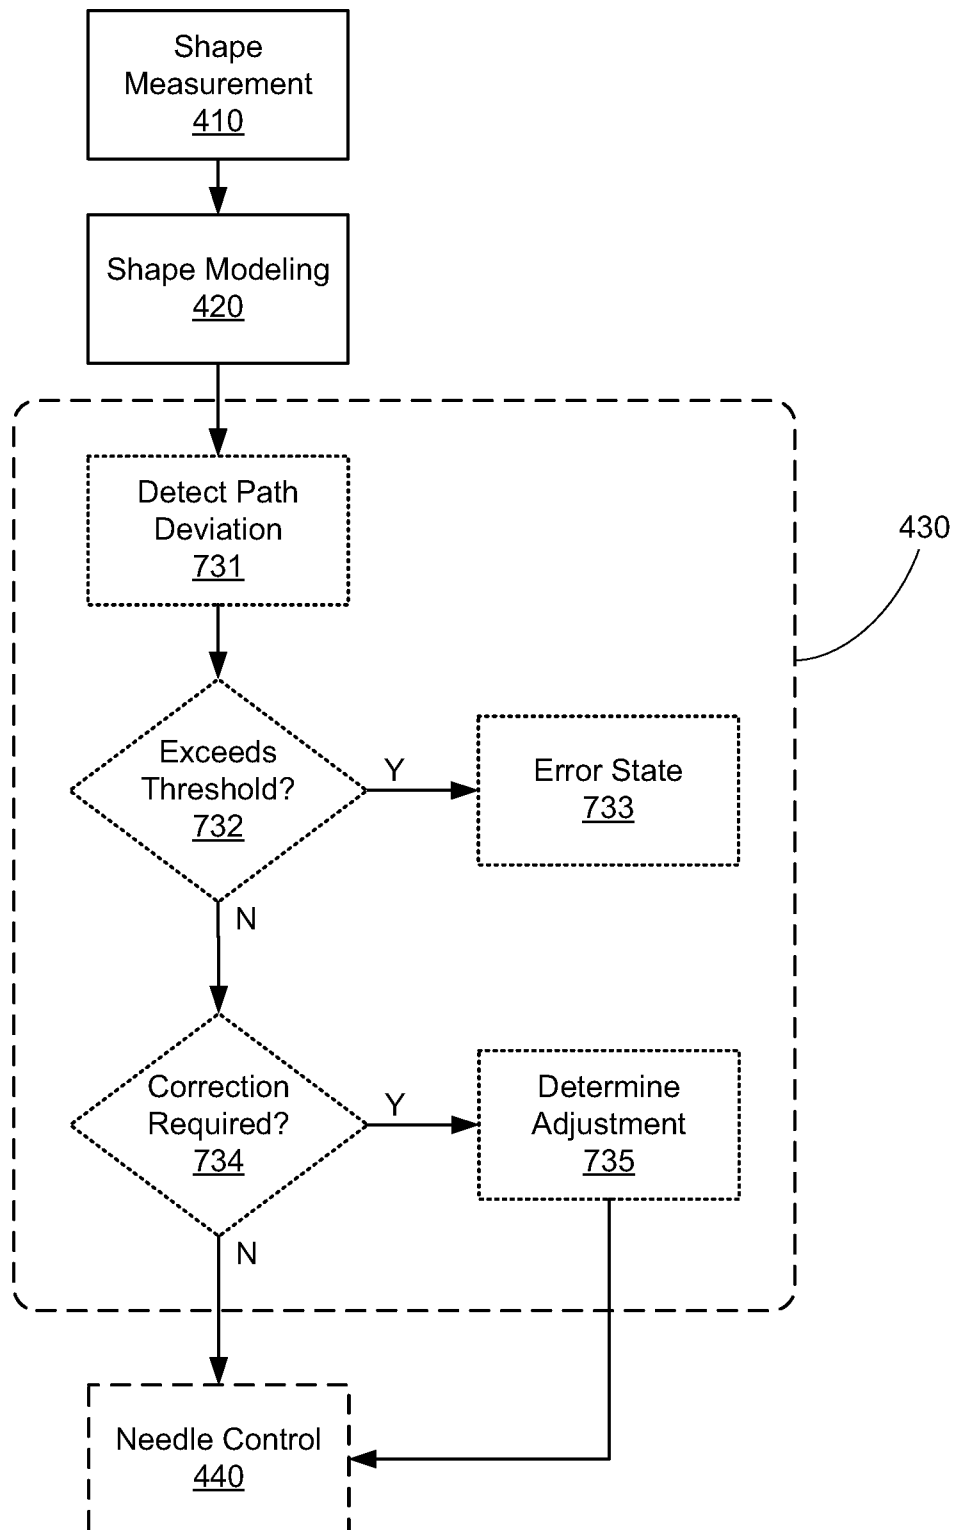 Shape
Measurement
410
Shape Modeling
420
Detect Path
Deviation
731
430
Exceeds
Threshold?
732
Y
Error State
733
N
Correction
Required?
734
Y
Determine
Adjustment
735
N
Needle Control
440